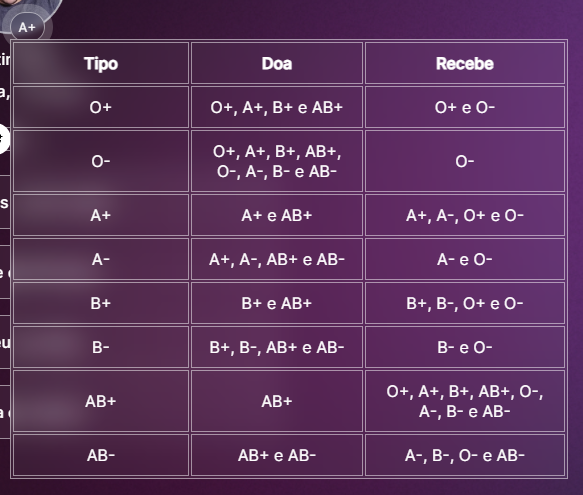 A+
Tipo Doa Recebe
O+ O+, A+, B+ e AB+ O+ e O-
O- O+, A+, B+, AB+, O-
O-, A-, B- e AB-
A+ A+ e AB+ A+, A-, O+ e O-
A- A+, A-, AB+ e AB- A- e O-
B+ B+ e AB+ B+, B-, O+ e O-
B- B+, B-, AB+ e AB- B- e O-
AB+ AB+ O+, A+, B+, AB+, O-,
A-, B- e AB-
AB- AB+ e AB- A-, B-, O- e AB-